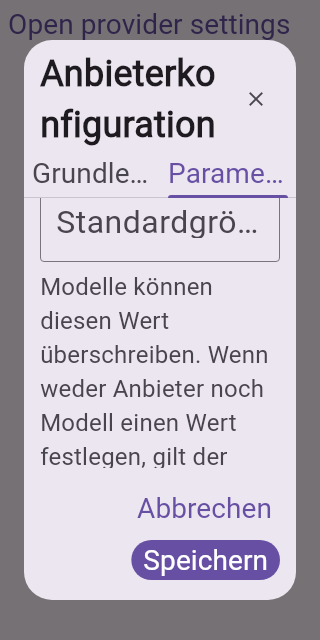 Open provider settings
Anbieterko
nfiguration
Grundle…
Parame…
Standardgrö…
Modelle können
diesen Wert
überschreiben. Wenn
weder Anbieter noch
Modell einen Wert
festlegen, gilt der
Abbrechen
Speichern